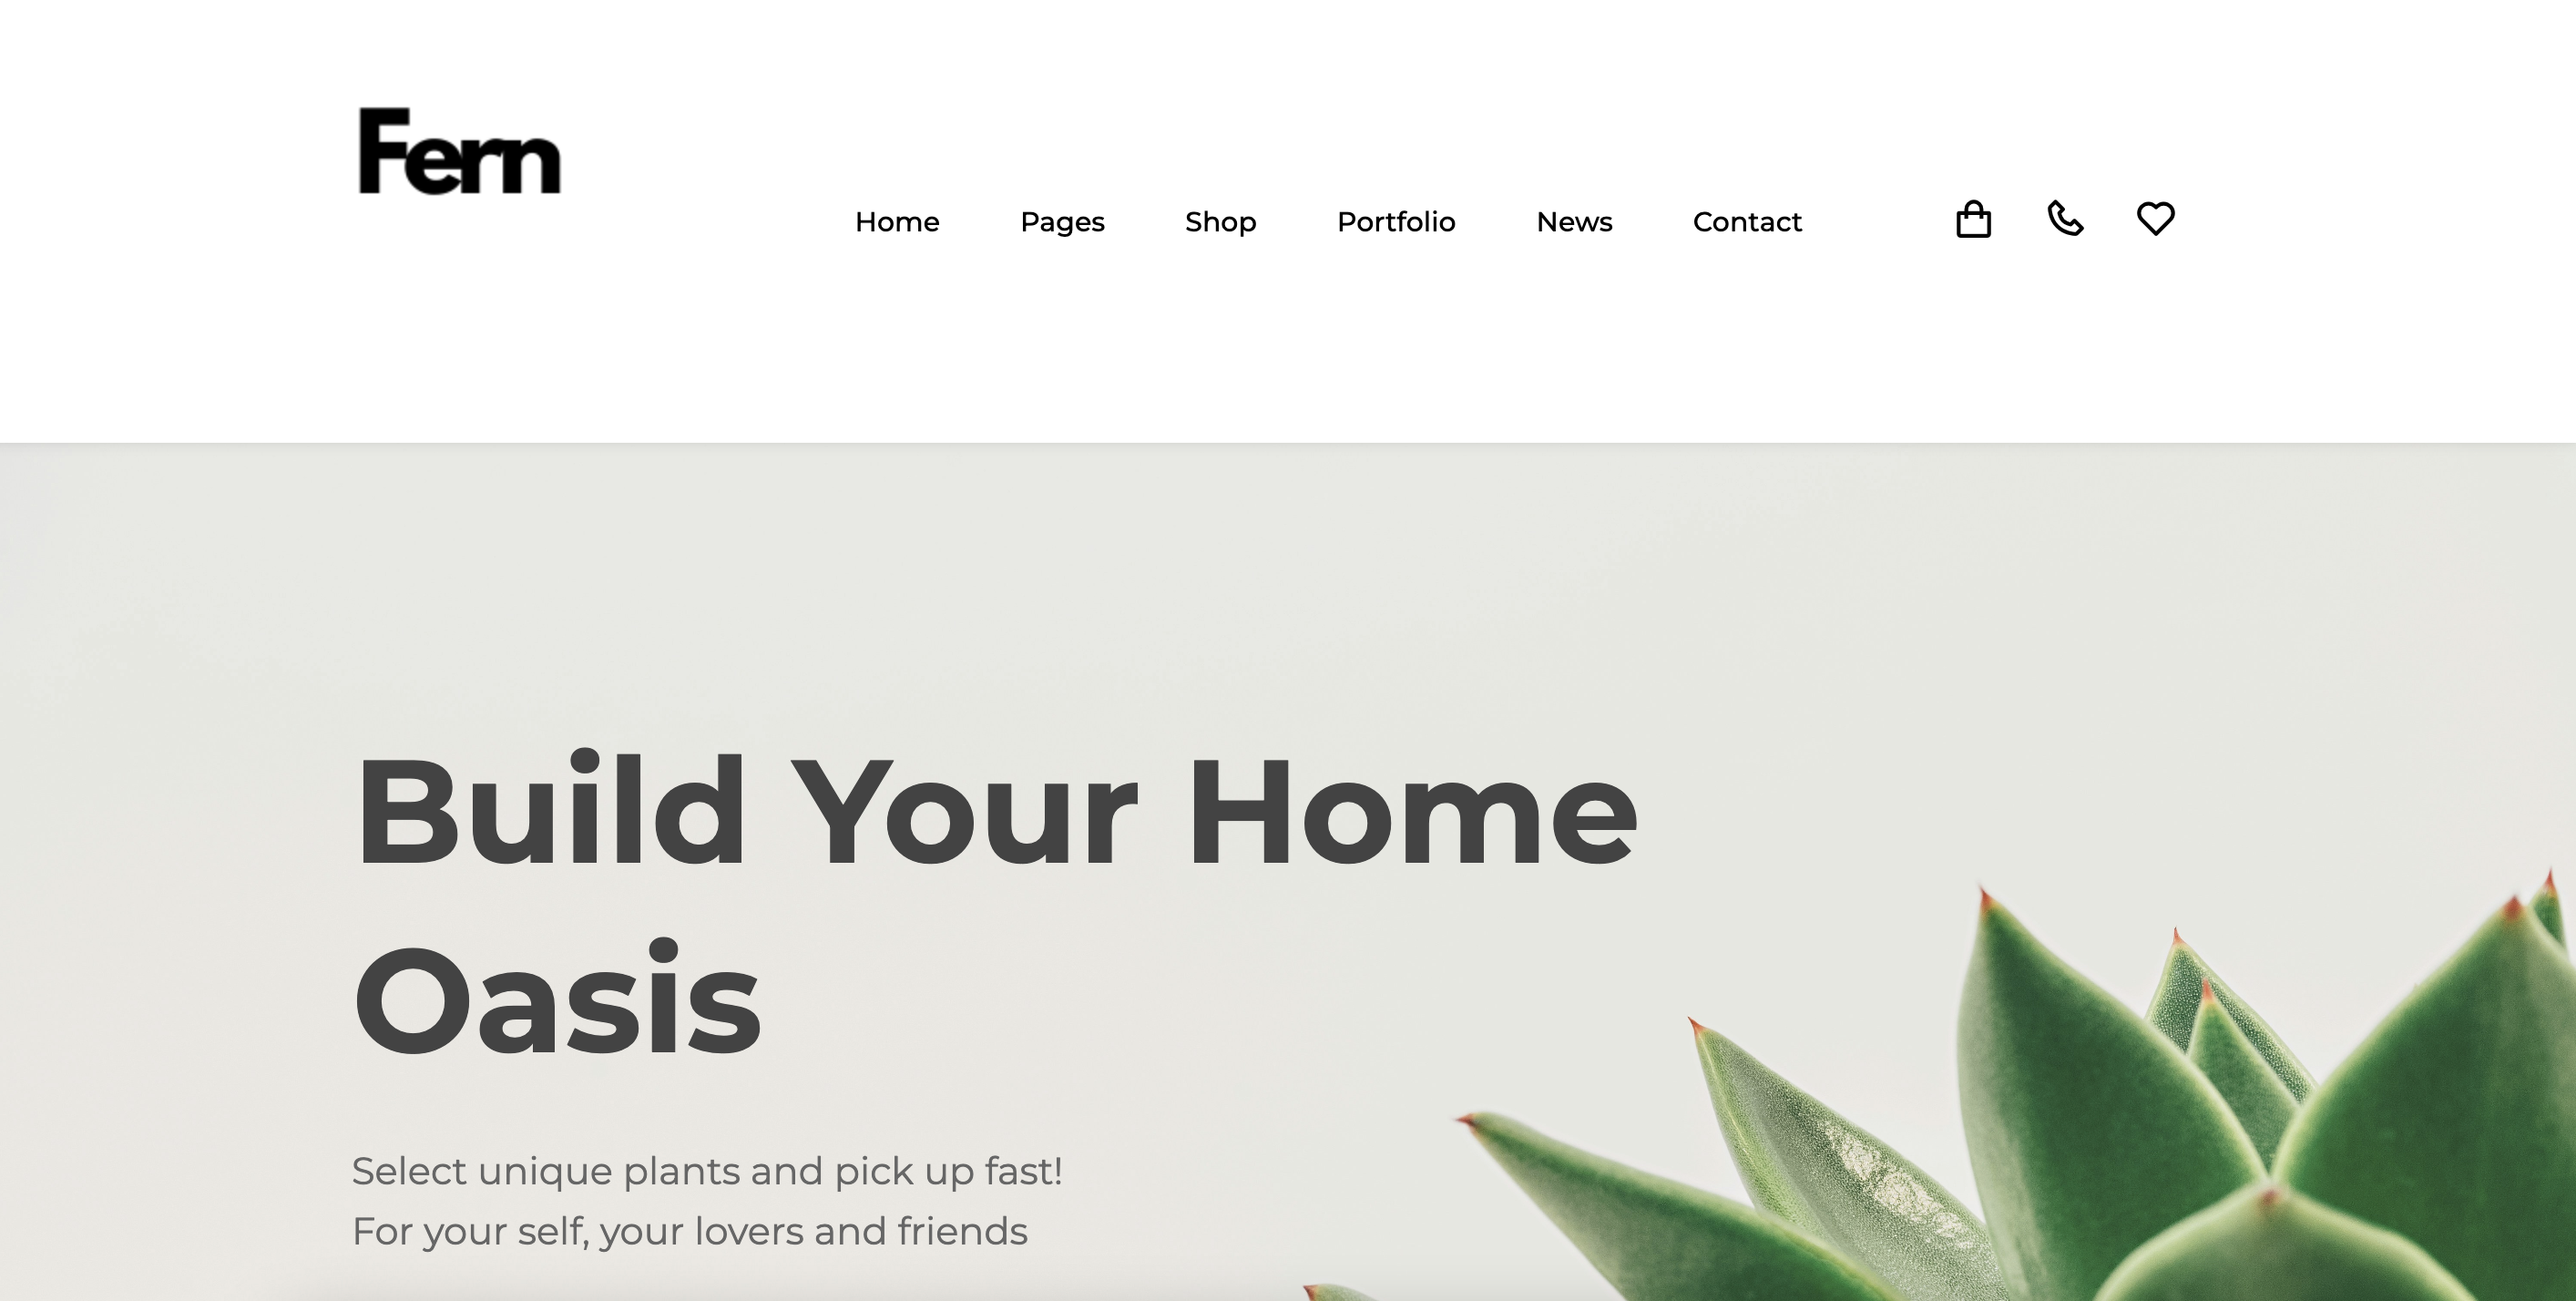 Fern
Home Pages Shop Portfolio News Contact
Build Your Home
Oasis
Select unique plants and pick up fast!
For your self, your lovers and friends